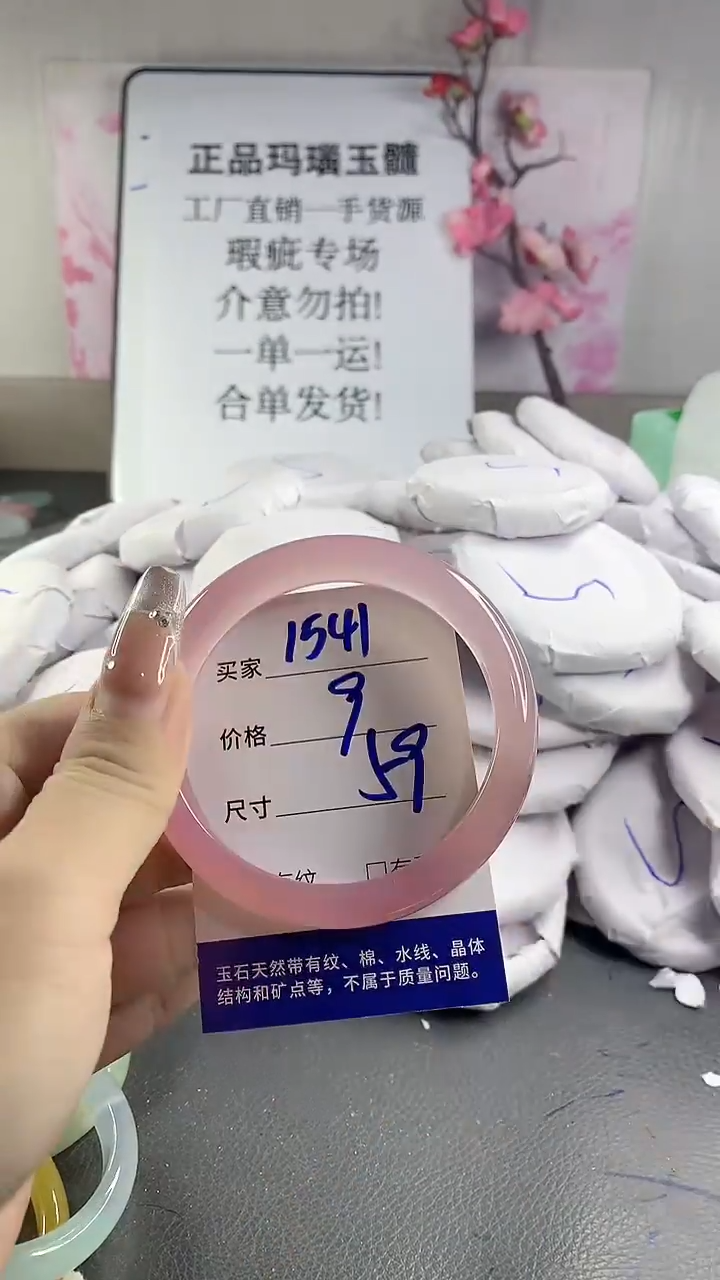 正品玛瑙玉髓
工厂直销一手货源
瑕疵专场
介意勿拍!
一单一运!
合单发货!
买家 1541
价格 9
尺寸 59
玉石天然带有纹、棉、水线、晶体
结构和矿点等，不属于质量问题。